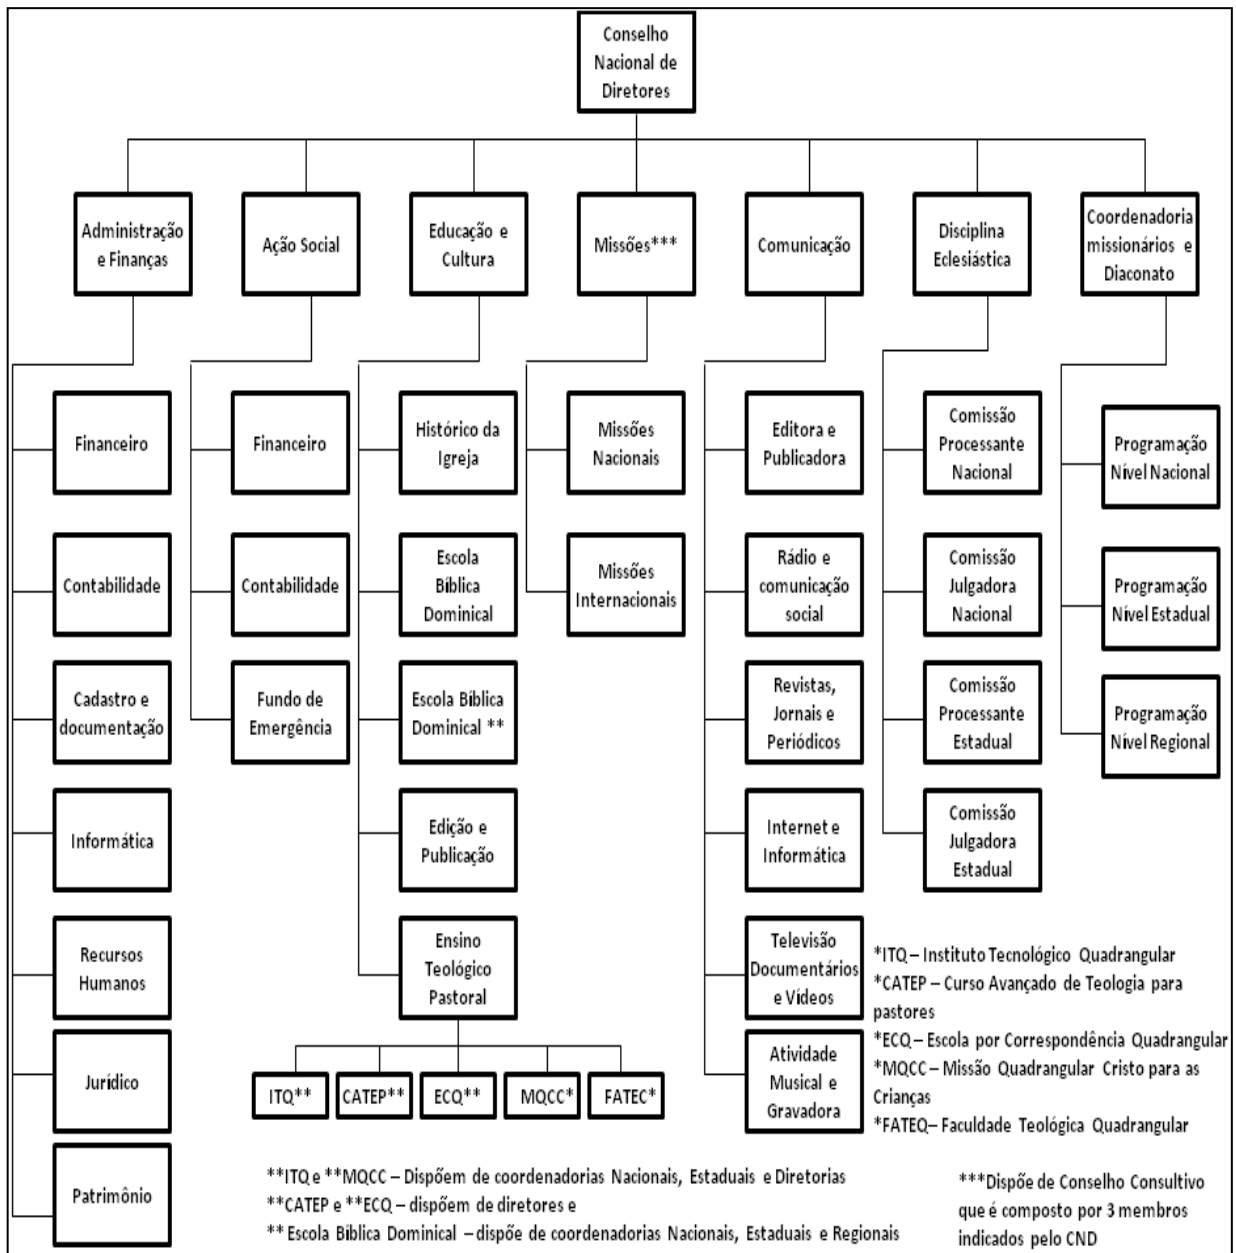 Conselho
Nacional de
Diretores
Administração
e Finanças
Ação Social
Educação e
Cultura
Missões***
Comunicação
Disciplina
Eclesiástica
Coordenadoria
missionários e
Diaconato
Financeiro
Contabilidade
Cadastro e
documentação
Informática
Recursos
Humanos
Jurídico
Patrimônio
Financeiro
Contabilidade
Fundo de
Emergência
Histórico da
Igreja
Escola
Bíblica
Dominical
Escola Bíblica
Dominical **
Edição e
Publicação
Ensino
Teológico
Pastoral
ITQ**
CATEP**
ECQ**
MQCC*
FATEC*
Missões
Nacionais
Missões
Internacionais
Editora e
Publicadora
Rádio e
comunicação
social
Revistas,
Jornais e
Periódicos
Internet e
Informática
Televisão
Documentários
e Vídeos
Atividade
Musical e
Gravadora
Comissão
Processante
Nacional
Comissão
Julgadora
Nacional
Comissão
Processante
Estadual
Comissão
Julgadora
Estadual
Programação
Nível Nacional
Programação
Nível Estadual
Programação
Nível Regional
*ITQ – Instituto Tecnológico Quadrangular
*CATEP – Curso Avançado de Teologia para
pastores
*ECQ – Escola por Correspondência Quadrangular
*MQCC – Missão Quadrangular Cristo para as
Crianças
*FATEQ– Faculdade Teológica Quadrangular
**ITQ e **MQCC – Dispõem de coordenadorias Nacionais, Estaduais e Diretorias
**CATEP e **ECQ – dispõem de diretores e
** Escola Bíblica Dominical – dispõe de coordenadorias Nacionais, Estaduais e Regionais
***Dispõe de Conselho Consultivo
que é composto por 3 membros
indicados pelo CND